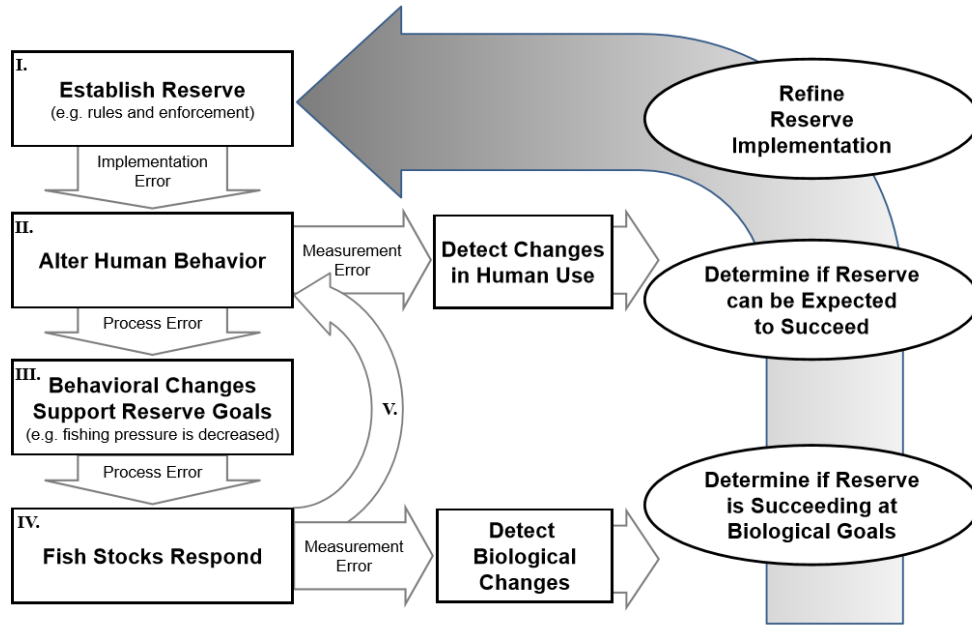 I.
Establish Reserve
(e.g. rules and enforcement)
Implementation
Error
II.
Alter Human Behavior
Measurement
Error
Detect Changes
in Human Use
Process Error
III.
Behavioral Changes
Support Reserve Goals
(e.g. fishing pressure is decreased)
V.
Process Error
IV.
Fish Stocks Respond
Measurement
Error
Detect
Biological
Changes
Refine
Reserve
Implementation
Determine if Reserve
can be Expected
to Succeed
Determine if Reserve
is Succeeding at
Biological Goals